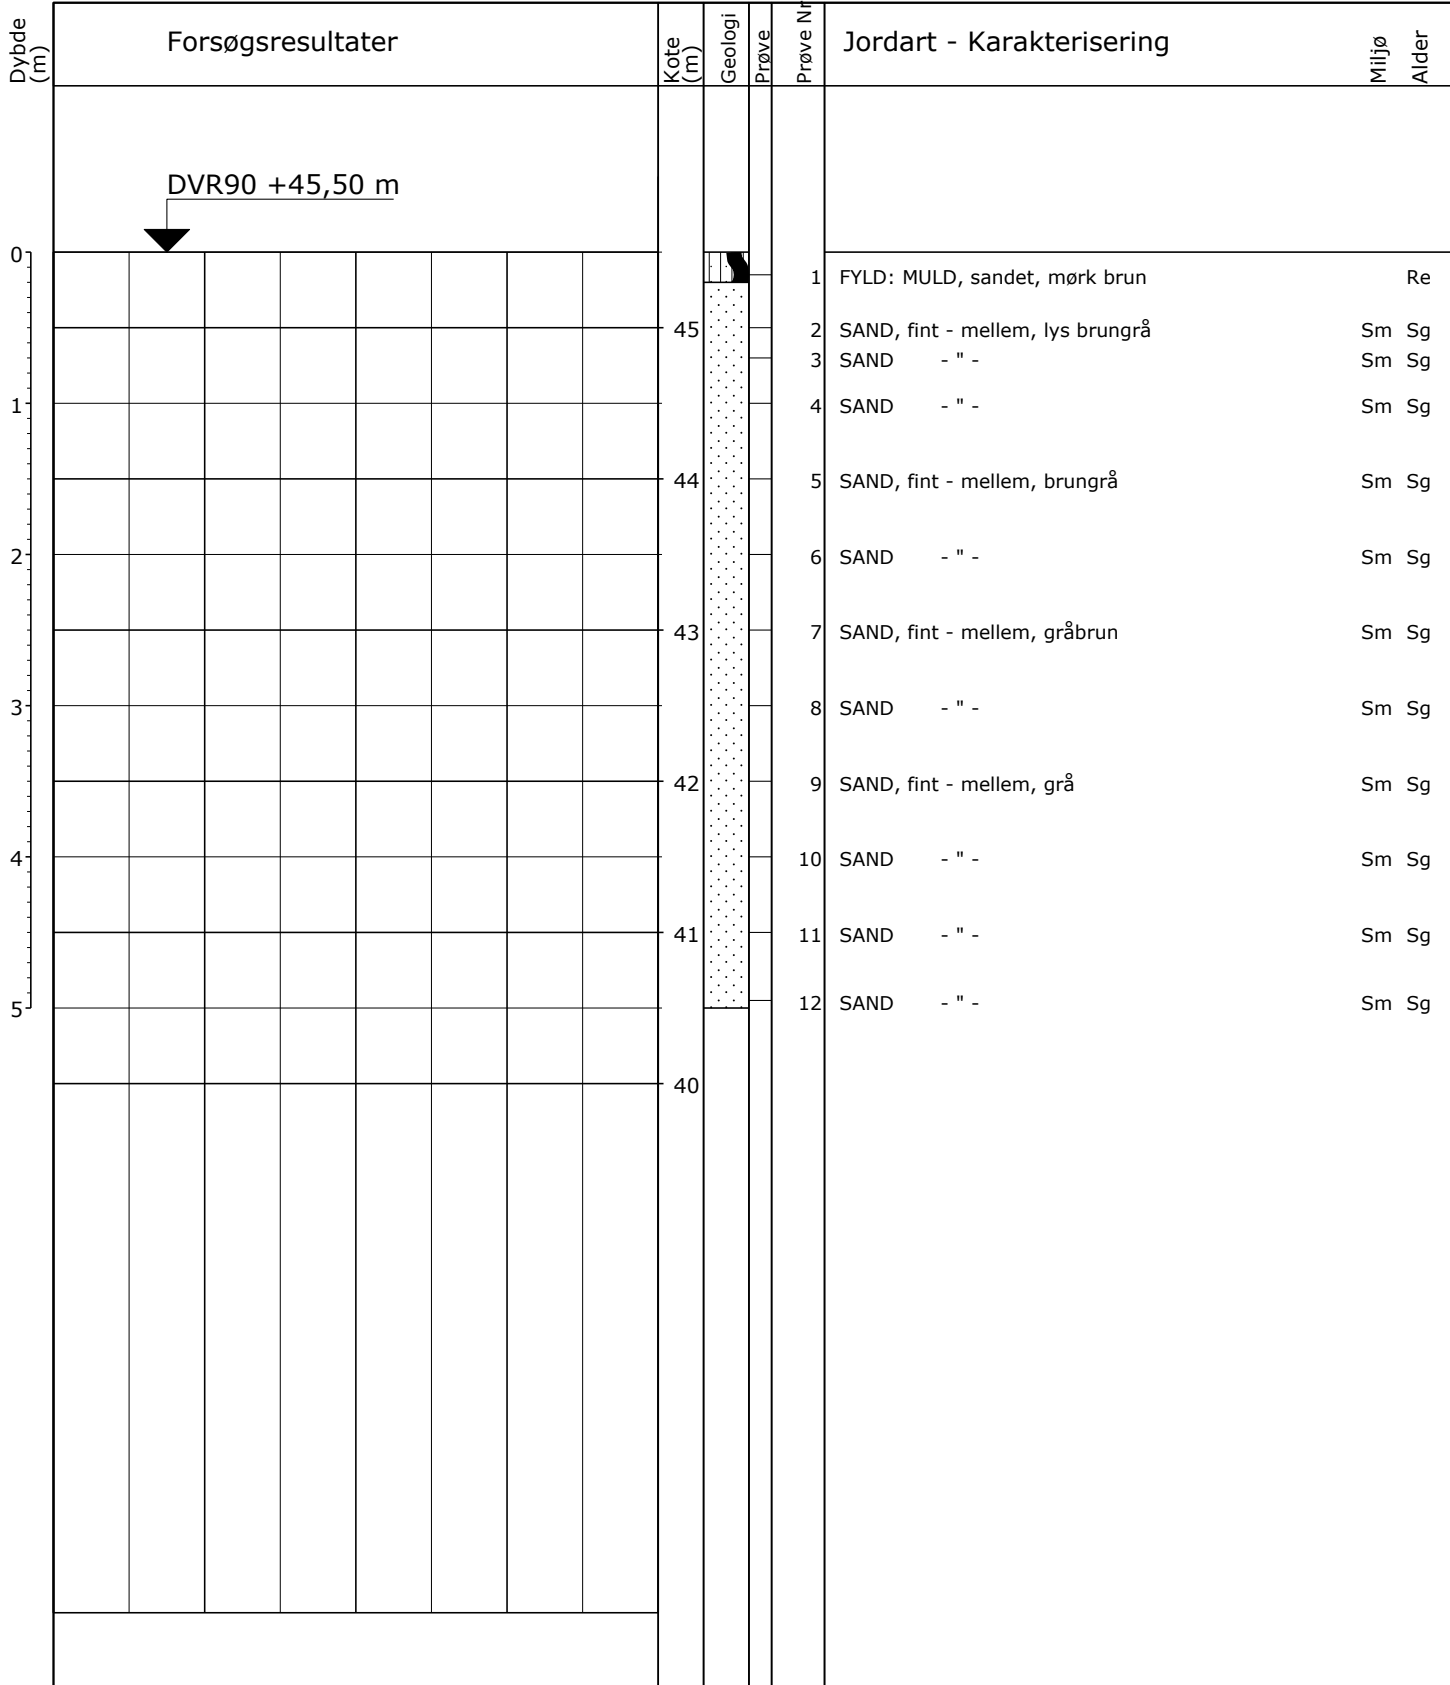 Dybde (m) Forsøgsresultater Kote (m) Geologi Prøve Prøve Nr Jordart - Karakterisering Miljø Alder
DVR90 +45,50 m
0
1 FYLD: MULD, sandet, mørk brun Re
45 2 SAND, fint - mellem, lys brungrå Sm Sg
3 SAND - " - Sm Sg
1 4 SAND - " - Sm Sg
44 5 SAND, fint - mellem, brungrå Sm Sg
2 6 SAND - " - Sm Sg
43 7 SAND, fint - mellem, gråbrun Sm Sg
3 8 SAND - " - Sm Sg
42 9 SAND, fint - mellem, grå Sm Sg
4 10 SAND - " - Sm Sg
41 11 SAND - " - Sm Sg
5 12 SAND - " - Sm Sg
40